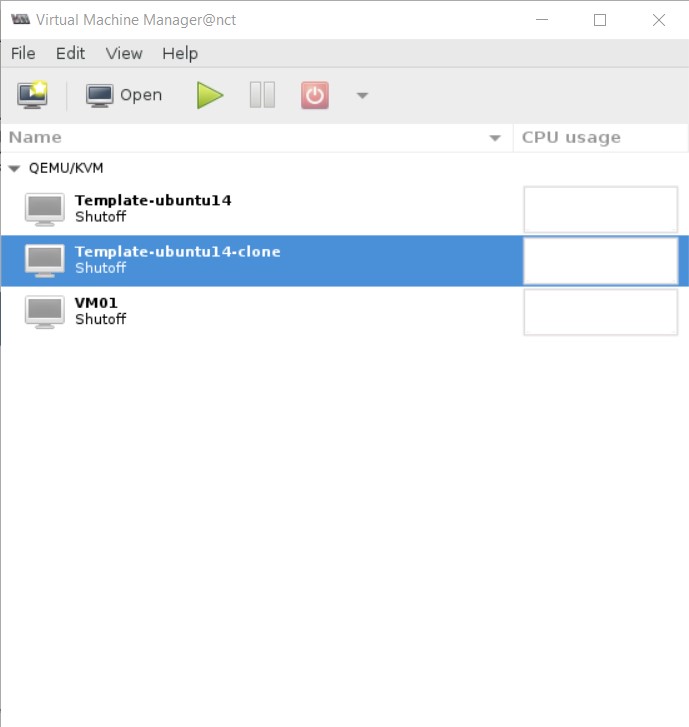 Virtual Machine Manager@nct
File Edit View Help
Open
Name CPU usage
QEMU/KVM
Template-ubuntu14
Shutoff
Template-ubuntu14-clone
Shutoff
VM01
Shutoff